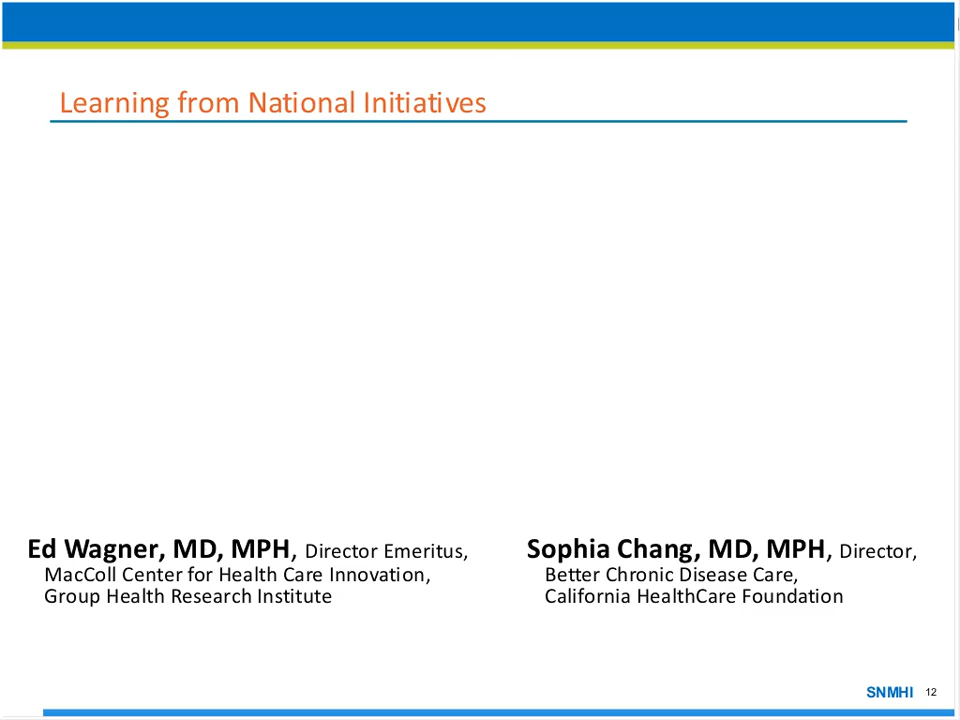 Learning from National Initiatives
Ed Wagner, MD, MPH, Director Emeritus,
MacColl Center for Health Care Innovation,
Group Health Research Institute
Sophia Chang, MD, MPH, Director,
Better Chronic Disease Care,
California HealthCare Foundation
SNMHI 12